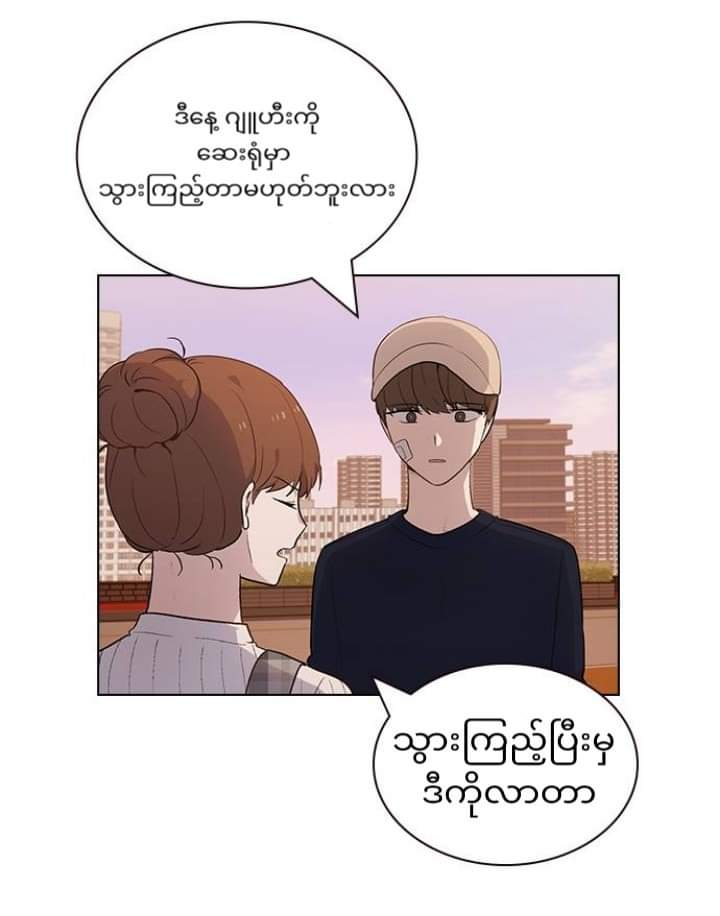 ဒီနေ့ ဂျူဟီးကို
ဆေးရုံမှာ
သွားကြည့်တာမဟုတ်ဘူးလား
သွားကြည့်ပြီးမှ
ဒီကိုလာတာ